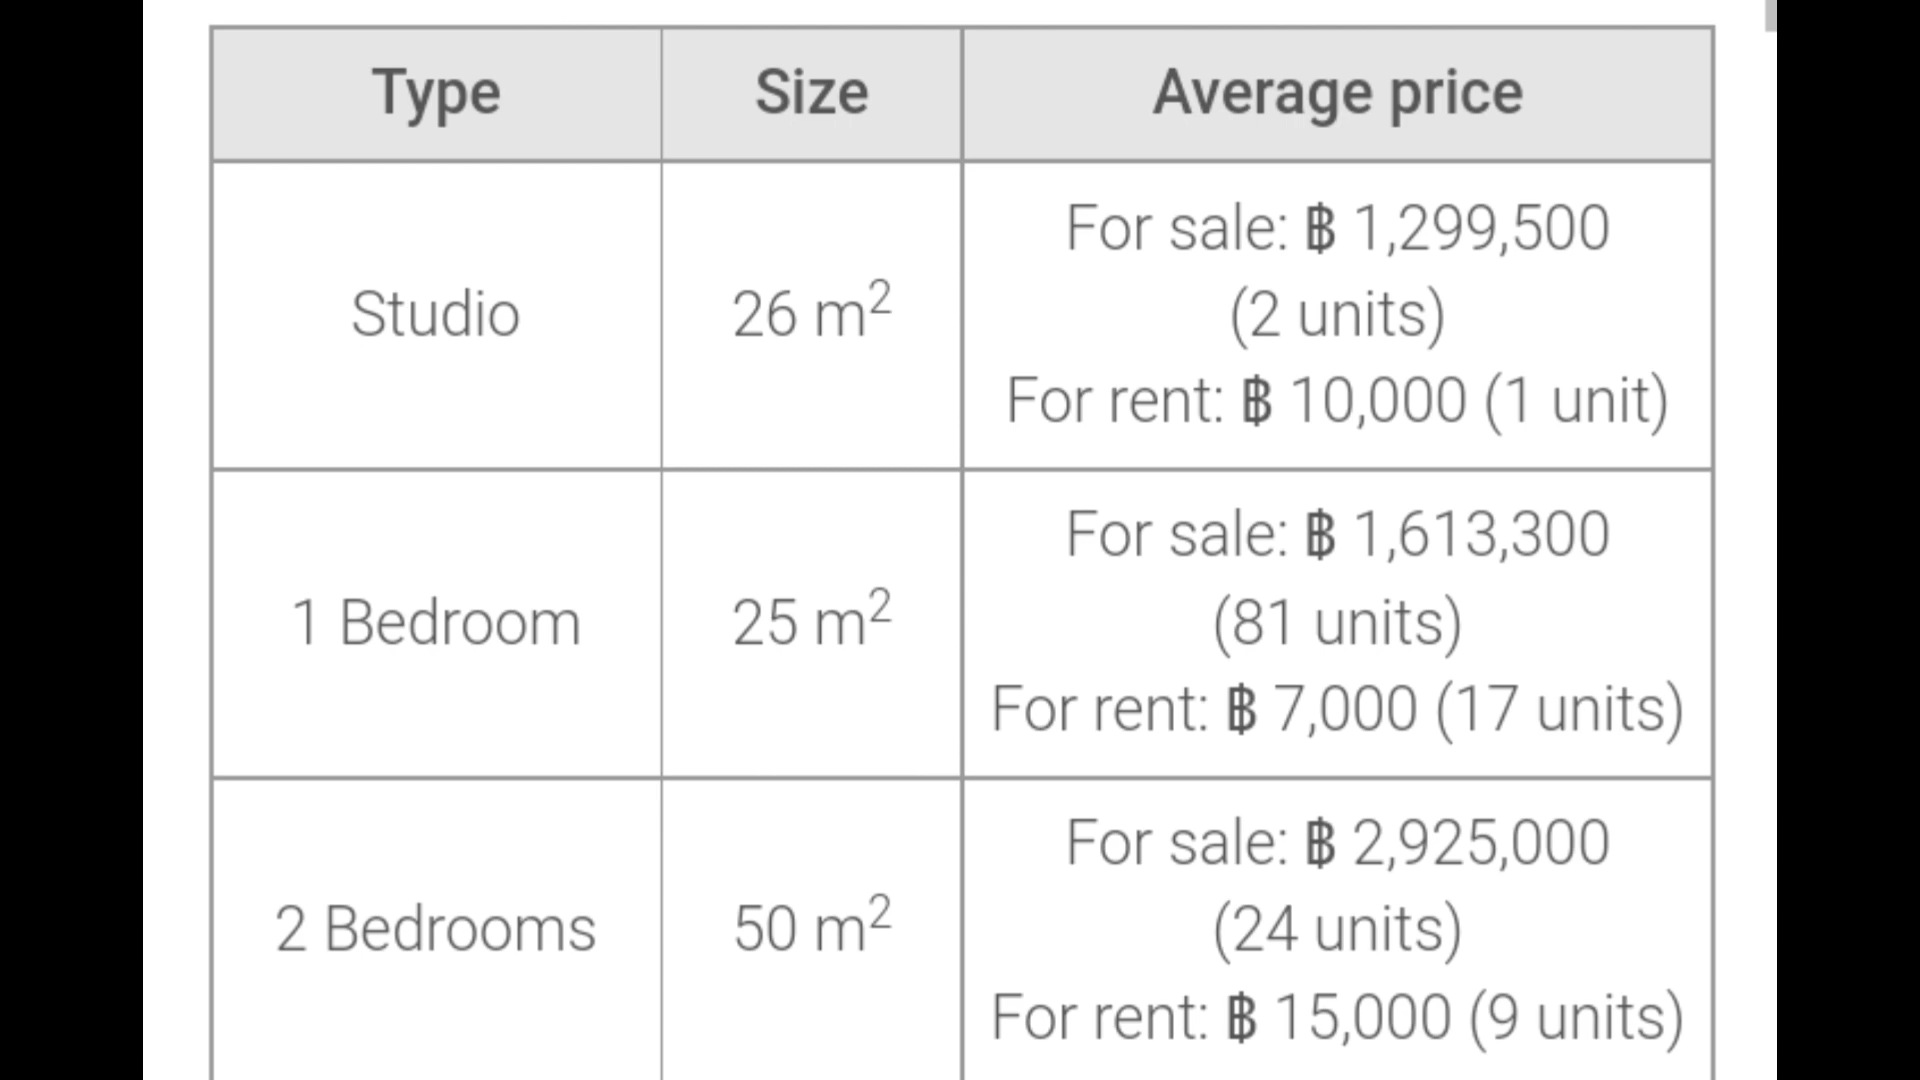 Type Size Average price
For sale: ฿ 1,299,500
Studio 26 m² (2 units)
For rent: ฿ 10,000 (1 unit)
For sale: ฿ 1,613,300
1 Bedroom 25 m² (81 units)
For rent: ฿ 7,000 (17 units)
For sale: ฿ 2,925,000
2 Bedrooms 50 m² (24 units)
For rent: ฿ 15,000 (9 units)